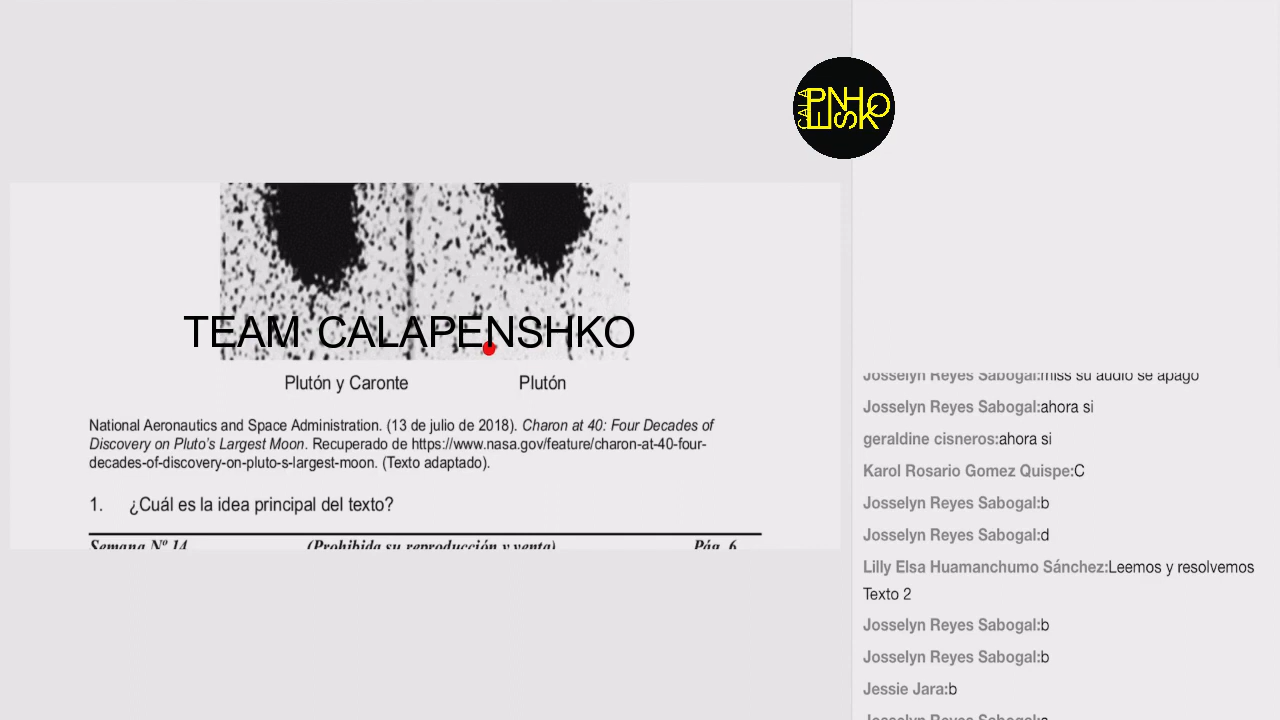 CALA
PENSHKO
TEAM CALAPENSHKO
Plutón y Caronte
Plutón
National Aeronautics and Space Administration. (13 de julio de 2018). Charon at 40: Four Decades of
Discovery on Pluto's Largest Moon. Recuperado de https://www.nasa.gov/feature/charon-at-40-four-
decades-of-discovery-on-pluto-s-largest-moon. (Texto adaptado).
1. ¿Cuál es la idea principal del texto?
Semana Nº 14 (Prohibida su reproducción y venta) Pág. 6
Josselyn Reyes Sabogal:miss su audio se apago
Josselyn Reyes Sabogal:ahora si
geraldine cisneros:ahora si
Karol Rosario Gomez Quispe:C
Josselyn Reyes Sabogal:b
Josselyn Reyes Sabogal:d
Lilly Elsa Huamanchumo Sánchez:Leemos y resolvemos
Texto 2
Josselyn Reyes Sabogal:b
Josselyn Reyes Sabogal:b
Jessie Jara:b